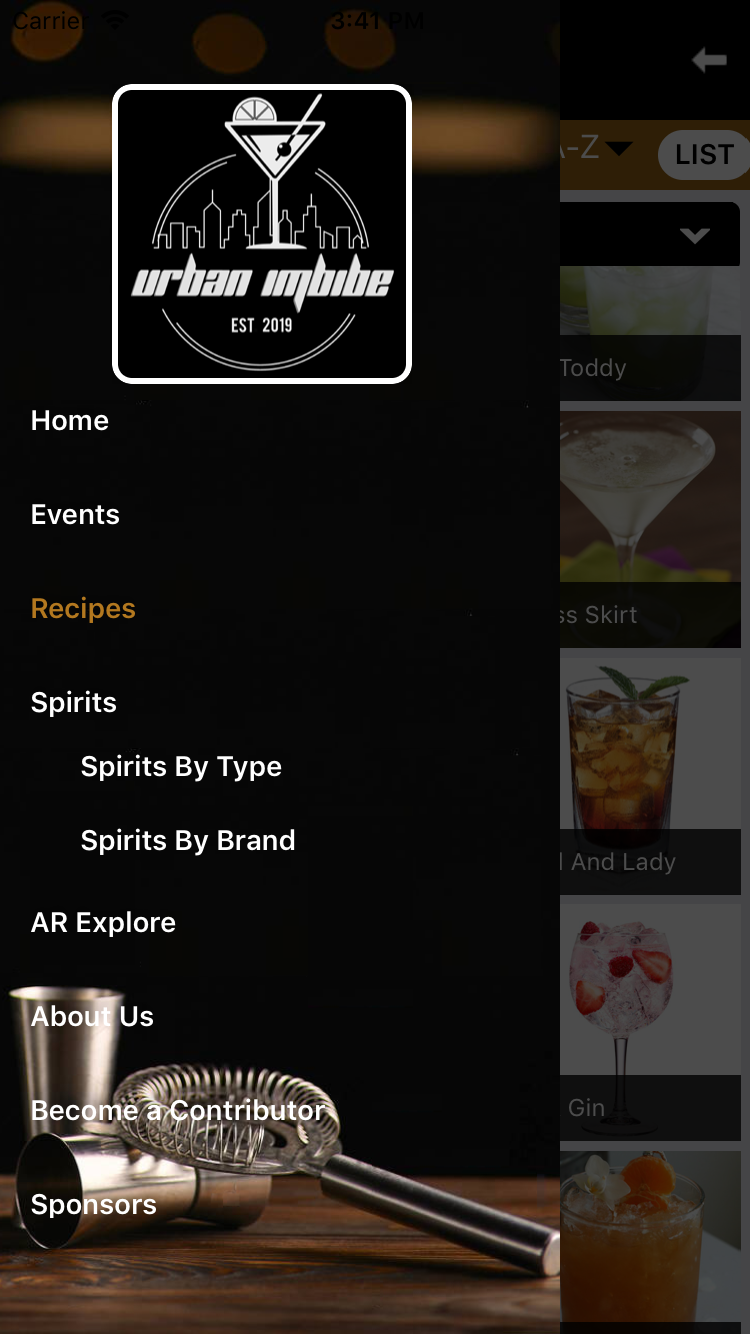 Carrier 3:41 PM
A-Z LIST
urban imbibe
EST 2019
Home
Events
Recipes
Spirits
Spirits By Type
Spirits By Brand
AR Explore
About Us
Become a Contributor
Sponsors
Toddy
Skirt
And Lady
Gin